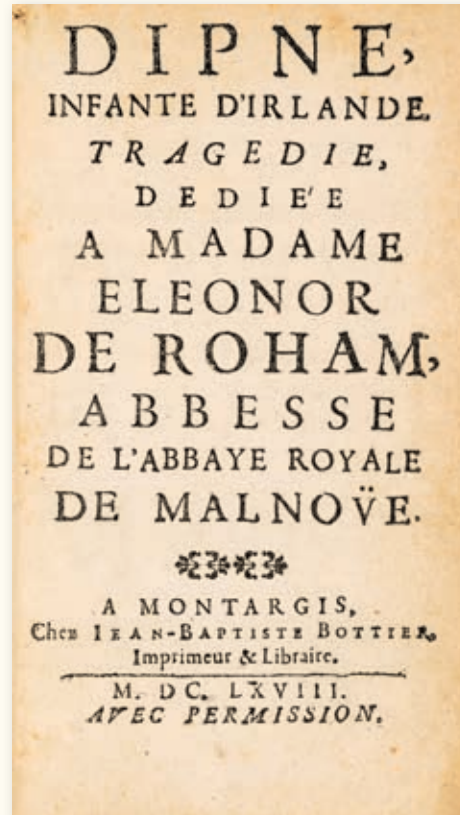 DIPNE,
INFANTE D'IRLANDE.
TRAGEDIE,
DEDIE'E
A MADAME
ELEONOR
DE ROHAM,
ABBESSE
DE L'ABBAYE ROYALE
DE MALNOV̈E.
A MONTARGIS,
Chez IEAN-BAPTISTE BOTTIER,
Imprimeur & Libraire.
M. DC. LXVIII.
AVEC PERMISSION.